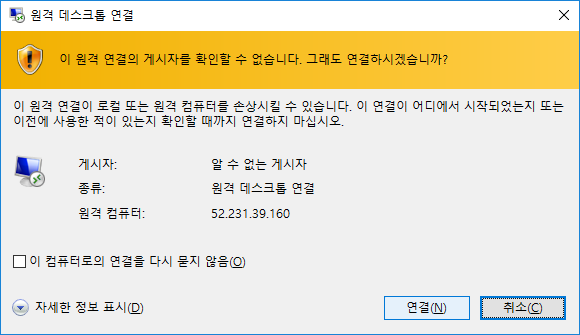 원격 데스크톱 연결
이 원격 연결의 게시자를 확인할 수 없습니다. 그래도 연결하시겠습니까?
이 원격 연결이 로컬 또는 원격 컴퓨터를 손상시킬 수 있습니다. 이 연결이 어디에서 시작되었는지 또는
이전에 사용한 적이 있는지 확인할 때까지 연결하지 마십시오.
게시자: 알 수 없는 게시자
종류: 원격 데스크톱 연결
원격 컴퓨터: 52.231.39.160
이 컴퓨터로의 연결을 다시 묻지 않음(O)
자세한 정보 표시(D) 연결(N) 취소(C)